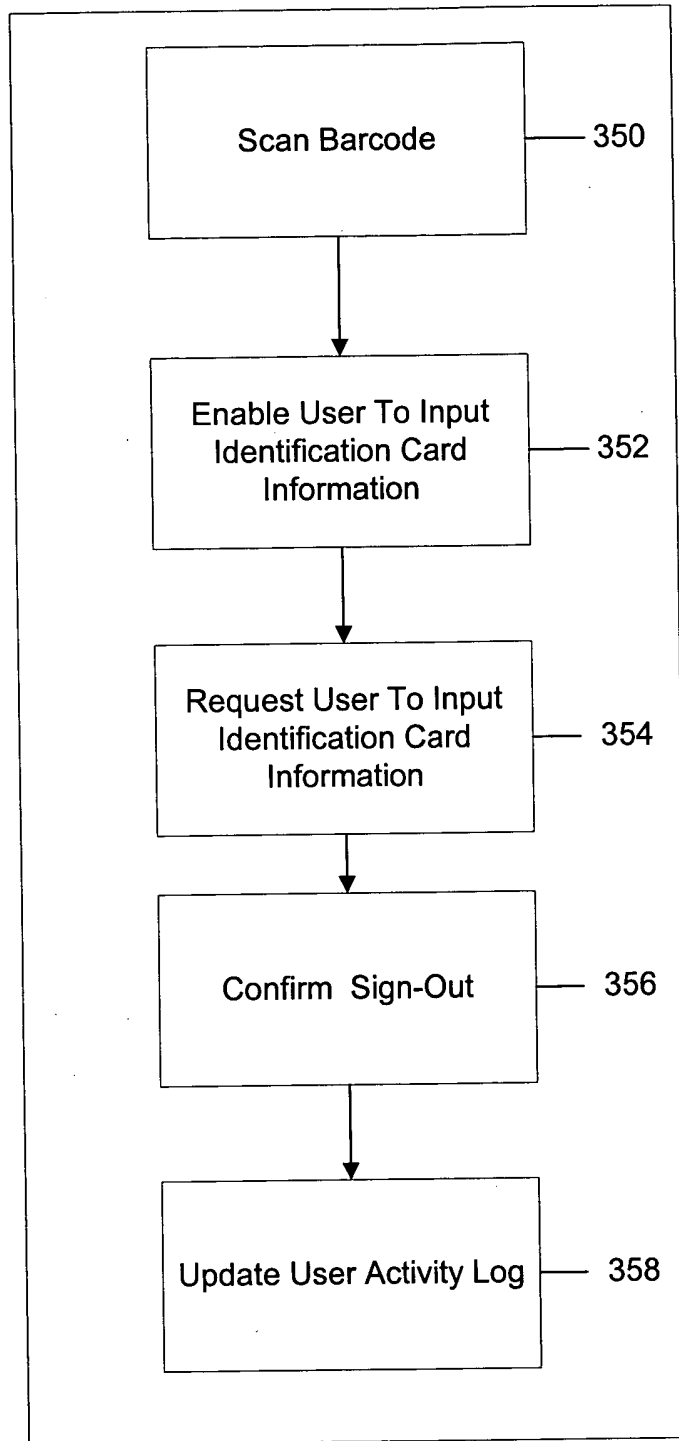 Scan Barcode
350
Enable User To Input
Identification Card
Information
352
Request User To Input
Identification Card
Information
354
Confirm Sign-Out
356
Update User Activity Log
358